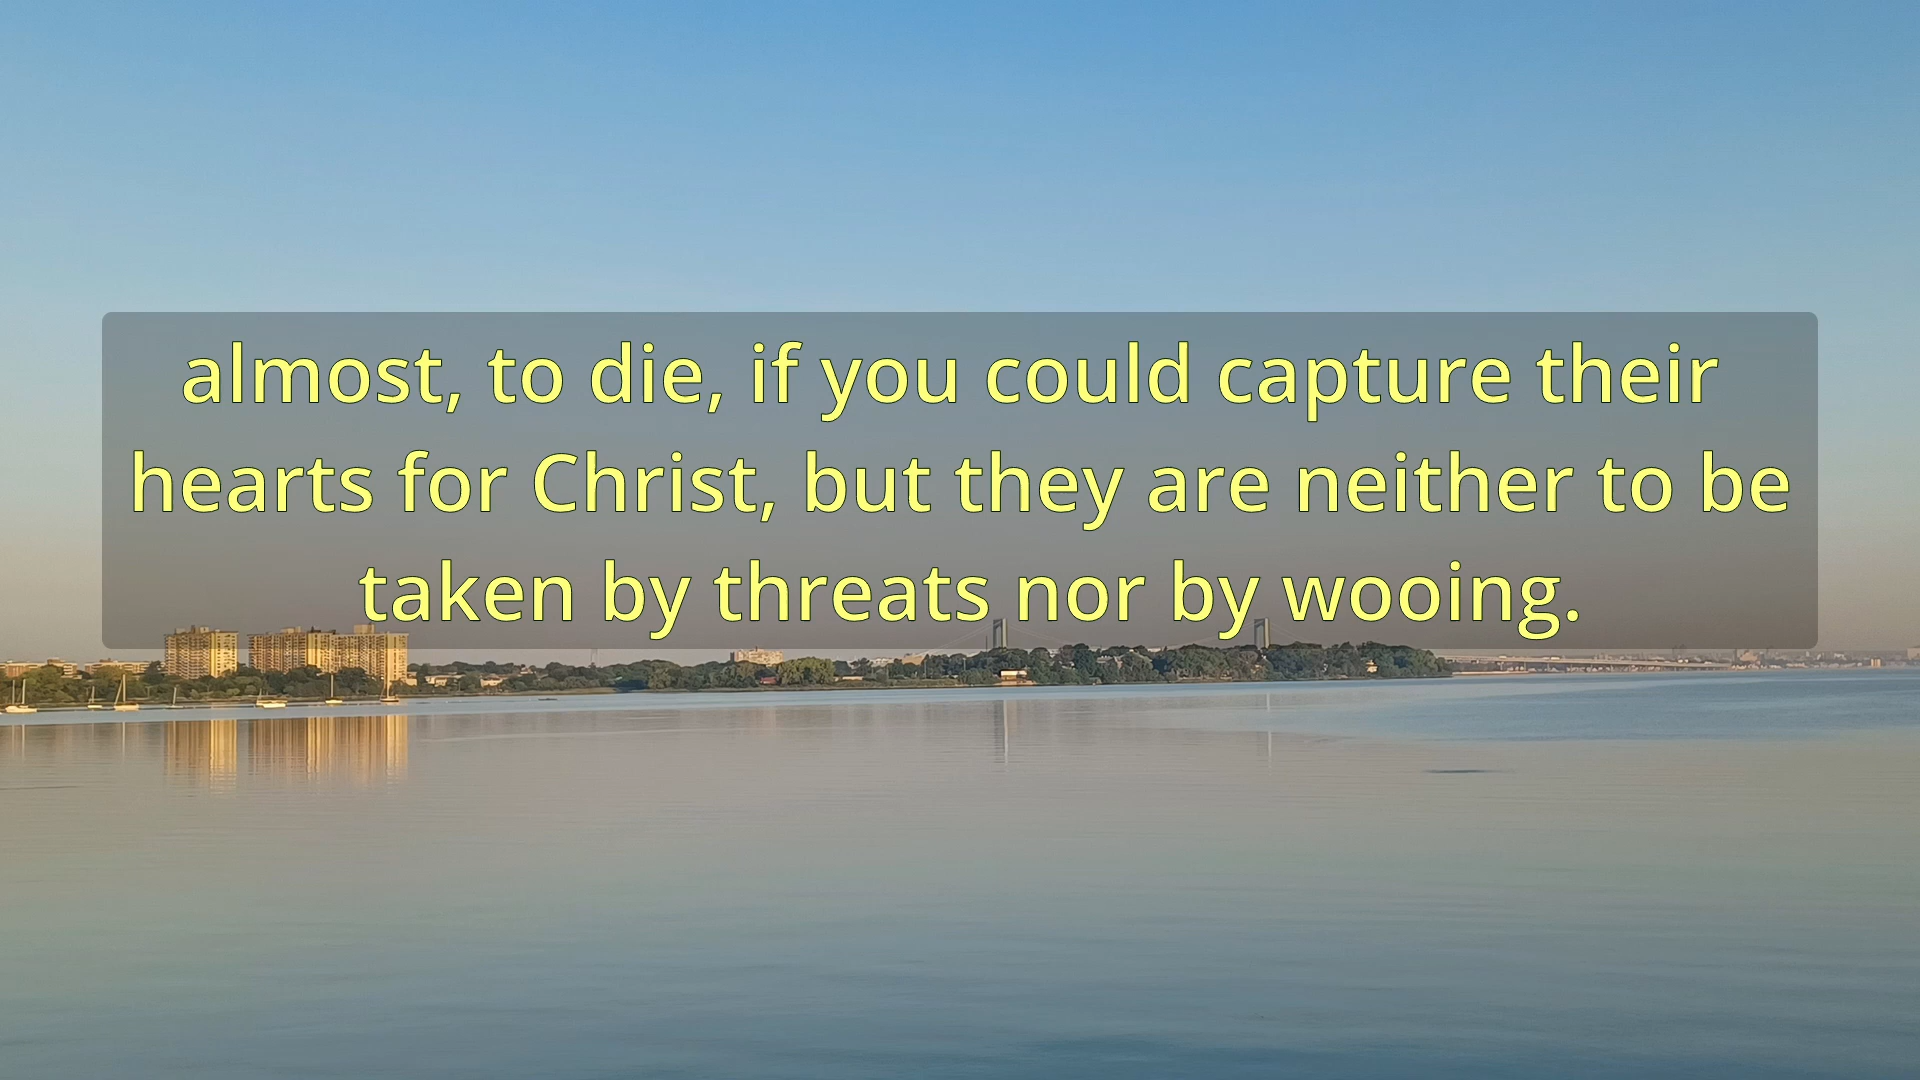 almost, to die, if you could capture their
hearts for Christ, but they are neither to be
taken by threats nor by wooing.